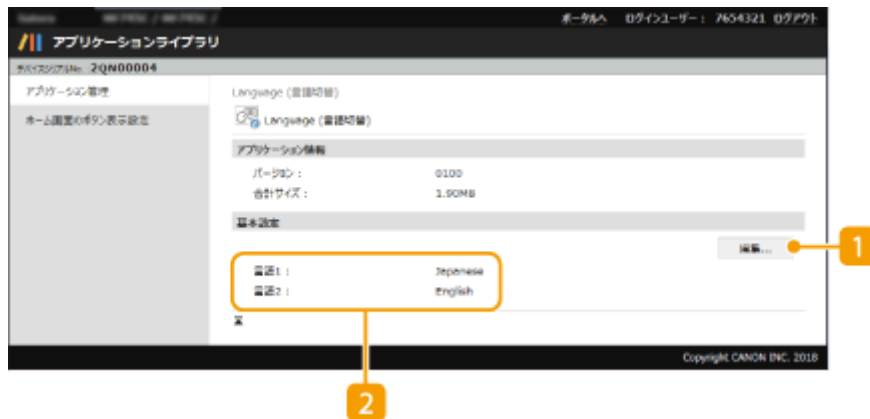 ポータルへ ログインユーザー： 7654321 ログアウト
アプリケーションライブラリ
デバイスシリアルNo. 2QN00004
アプリケーション管理
ホーム画面のボタン表示設定
Language (言語切替)
Language (言語切替)
アプリケーション情報
バージョン： 0100
合計サイズ： 1.90MB
基本設定
編集...
1
言語1： Japanese
言語2： English
Copyright CANON INC. 2018
2